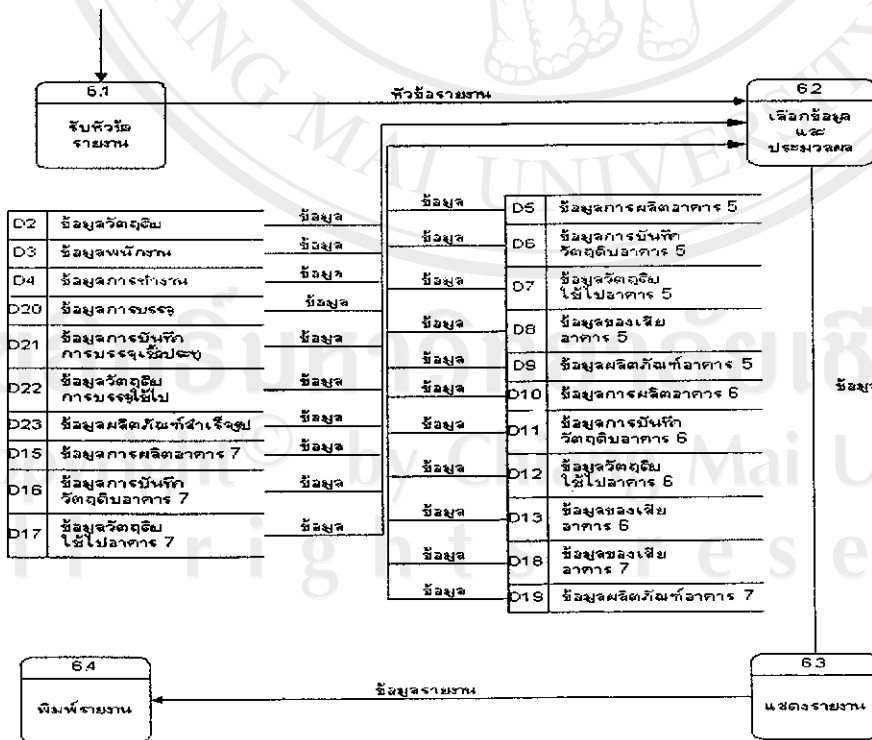 6.1
รับหัวข้อ
รายงาน
หัวข้อรายงาน
6.2
เลือกข้อมูล
และ
ประมวลผล
D2 ข้อมูลวัตถุดิบ ข้อมูล
D3 ข้อมูลพนักงาน ข้อมูล
D4 ข้อมูลการทำงาน ข้อมูล
D20 ข้อมูลการบรรจุ ข้อมูล
D21 ข้อมูลการบันทึก
การบรรจุ ข้อมูล
D22 ข้อมูลวัตถุดิบ
การบรรจุใช้ไป ข้อมูล
D23 ข้อมูลผลิตภัณฑ์สำเร็จรูป ข้อมูล
D15 ข้อมูลการผลิตอาคาร 7 ข้อมูล
D16 ข้อมูลการบันทึก
วัตถุดิบอาคาร 7 ข้อมูล
D17 ข้อมูลวัตถุดิบ
ใช้ไปอาคาร 7 ข้อมูล
ข้อมูล D5 ข้อมูลการผลิตอาคาร 5
ข้อมูล D6 ข้อมูลการบันทึก
วัตถุดิบอาคาร 5
ข้อมูล D7 ข้อมูลวัตถุดิบ
ใช้ไปอาคาร 5
ข้อมูล D8 ข้อมูลของเสีย
อาคาร 5
ข้อมูล D9 ข้อมูลผลิตภัณฑ์อาคาร 5
ข้อมูล D10 ข้อมูลการผลิตอาคาร 6
ข้อมูล D11 ข้อมูลการบันทึก
วัตถุดิบอาคาร 6
ข้อมูล D12 ข้อมูลวัตถุดิบ
ใช้ไปอาคาร 6
ข้อมูล D13 ข้อมูลของเสีย
อาคาร 6
ข้อมูล D18 ข้อมูลของเสีย
อาคาร 7
ข้อมูล D19 ข้อมูลผลิตภัณฑ์อาคาร 7
ข้อมูล
6.3
แสดงรายงาน
ข้อมูลรายงาน
6.4
พิมพ์รายงาน
ANG MAI UNIVERSITY
© by Chiang Mai U
rights rese